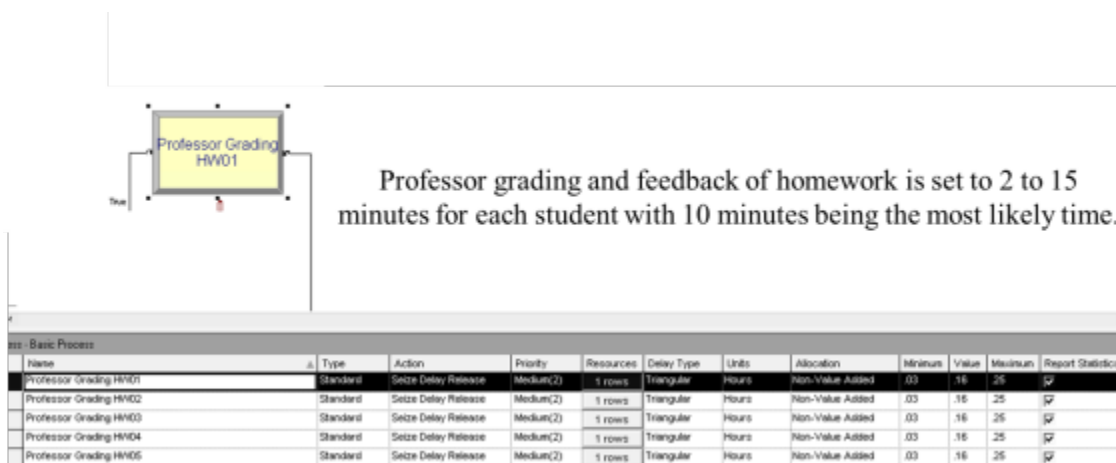 Professor Grading
HW01
True
Professor grading and feedback of homework is set to 2 to 15
minutes for each student with 10 minutes being the most likely time.
ess - Basic Process
Name Type Action Priority Resources Delay Type Units Allocation Minimum Value Maximum Report Statistics
Professor Grading HW01 Standard Seize Delay Release Medium(2) 1 rows Triangular Hours Non-Value Added .03 .16 .25
Professor Grading HW02 Standard Seize Delay Release Medium(2) 1 rows Triangular Hours Non-Value Added .03 .16 .25
Professor Grading HW03 Standard Seize Delay Release Medium(2) 1 rows Triangular Hours Non-Value Added .03 .16 .25
Professor Grading HW04 Standard Seize Delay Release Medium(2) 1 rows Triangular Hours Non-Value Added .03 .16 .25
Professor Grading HW05 Standard Seize Delay Release Medium(2) 1 rows Triangular Hours Non-Value Added .03 .16 .25